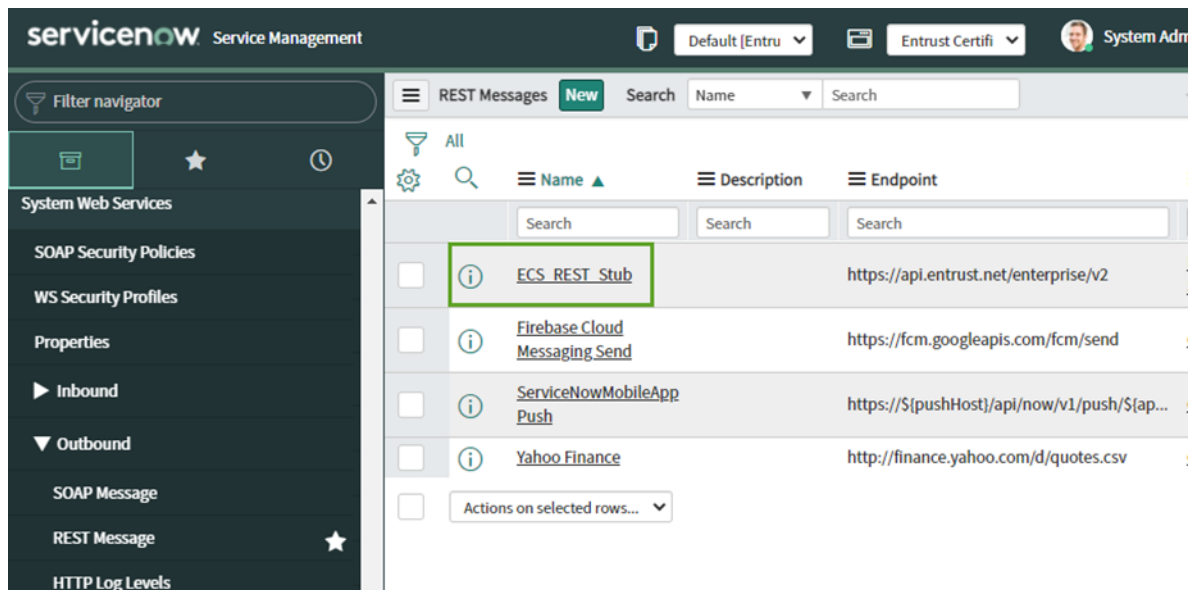 servicenow Service Management
Default [Entru
Entrust Certifi
System Adm
Filter navigator
System Web Services
SOAP Security Policies
WS Security Profiles
Properties
Inbound
Outbound
SOAP Message
REST Message
HTTP Log Levels
REST Messages New Search Name Search
All
Name Description Endpoint
Search Search Search
ECS_REST_Stub https://api.entrust.net/enterprise/v2
Firebase Cloud
Messaging Send
https://fcm.googleapis.com/fcm/send
ServiceNowMobileApp
Push
https://${pushHost}/api/now/v1/push/${ap...
Yahoo Finance http://finance.yahoo.com/d/quotes.csv
Actions on selected rows...